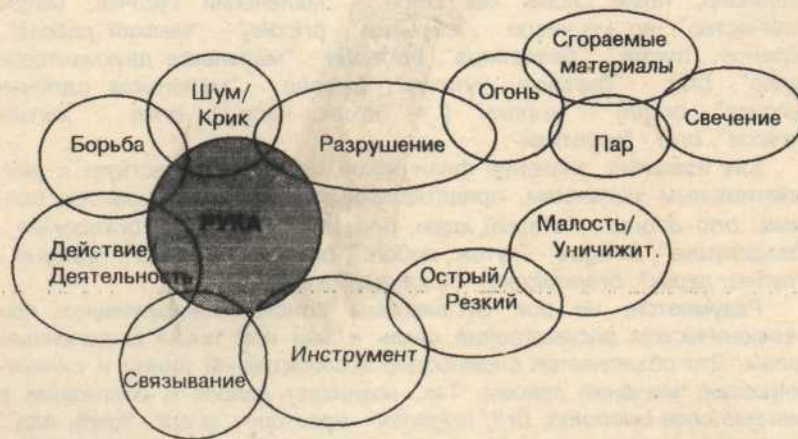 Сгораемые
материалы
Шум/
Крик
Огонь
Свечение
Борьба
Разрушение
Пар
РУКА
Малость/
Уничижит.
Действие/
Деятельность
Острый/
Резкий
Инструмент
Связывание